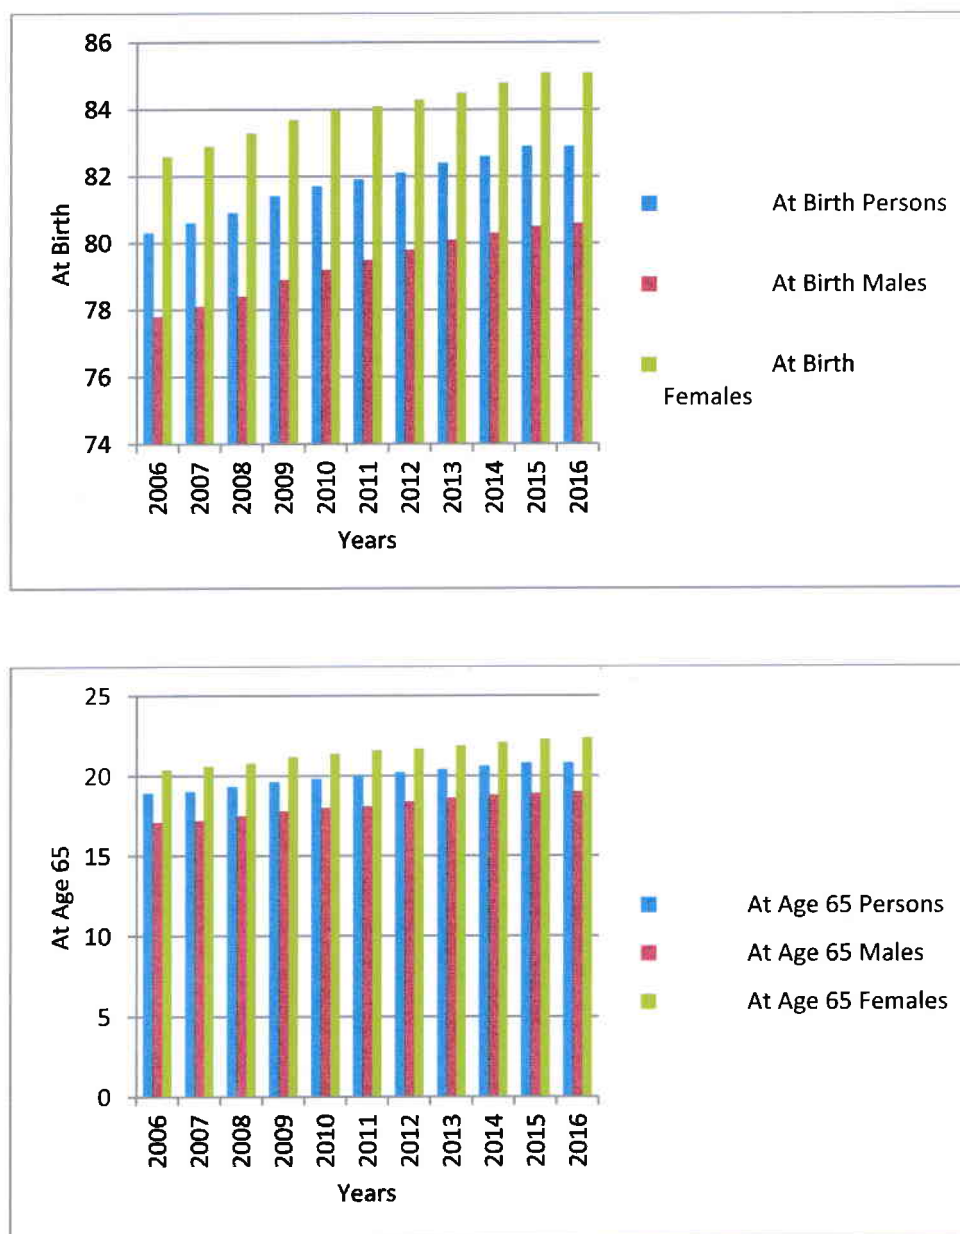 86
84
82
80
78
76
74
At Birth
2006 2007 2008 2009 2010 2011 2012 2013 2014 2015 2016
Years
At Birth Persons
At Birth Males
At Birth
Females
25
20
15
10
5
0
At Age 65
2006 2007 2008 2009 2010 2011 2012 2013 2014 2015 2016
Years
At Age 65 Persons
At Age 65 Males
At Age 65 Females